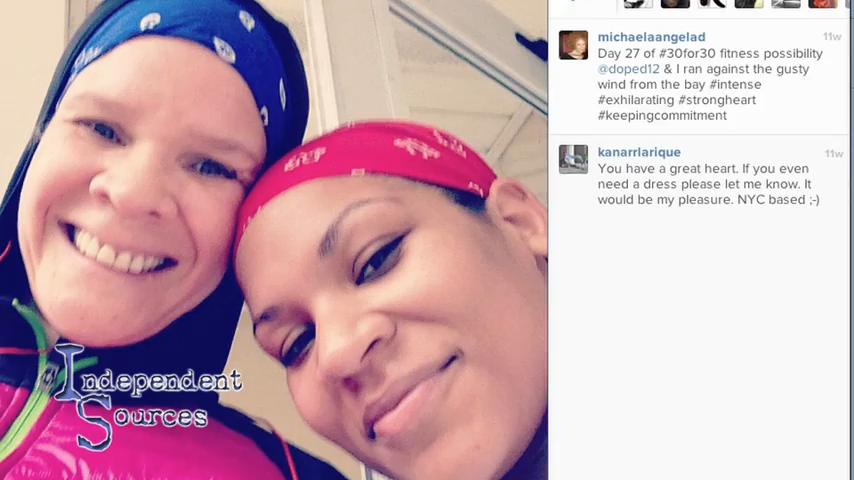 michaelaangelad
11w
Day 27 of #30for30 fitness possibility
@doped12 & I ran against the gusty
wind from the bay #intense
#exhilarating #strongheart
#keepingcommitment
kanarrlarique
11w
You have a great heart. If you even
need a dress please let me know. It
would be my pleasure. NYC based ;-)
Independent
Sources